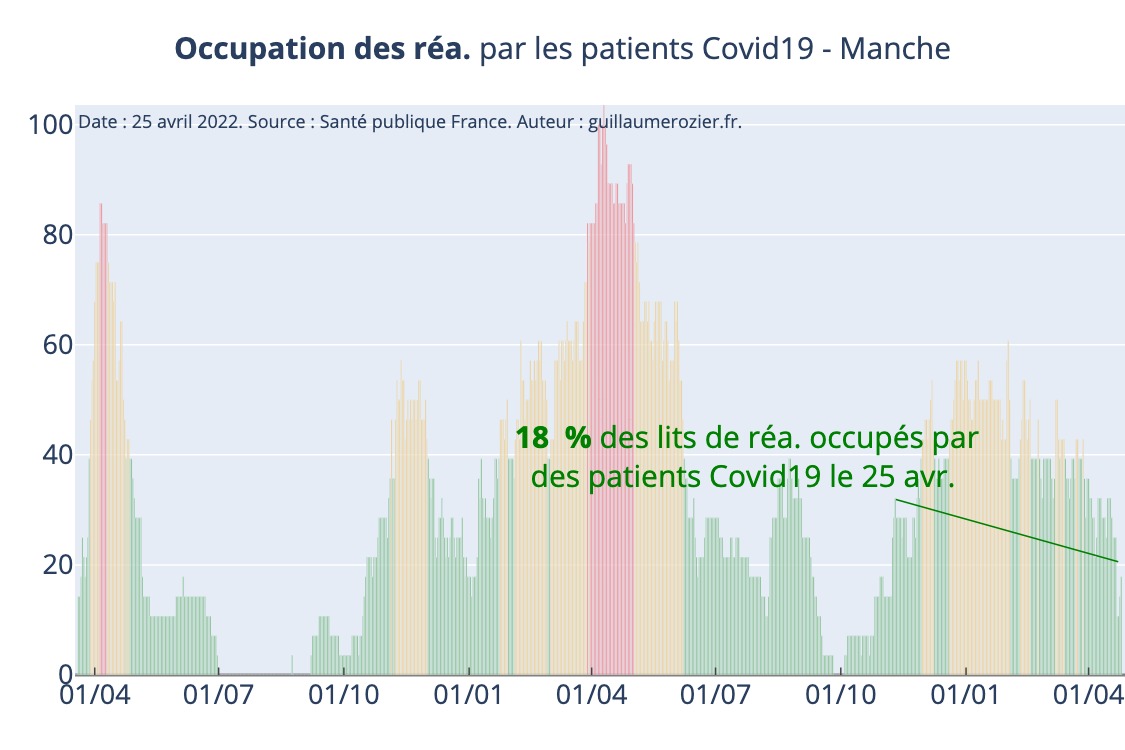 Occupation des réa. par les patients Covid19 - Manche
100
Date : 25 avril 2022. Source : Santé publique France. Auteur : guillaumerozier.fr.
80
60
40
20
0
18 % des lits de réa. occupés par
des patients Covid19 le 25 avr.
01/04 01/07 01/10 01/01 01/04 01/07 01/10 01/01 01/04